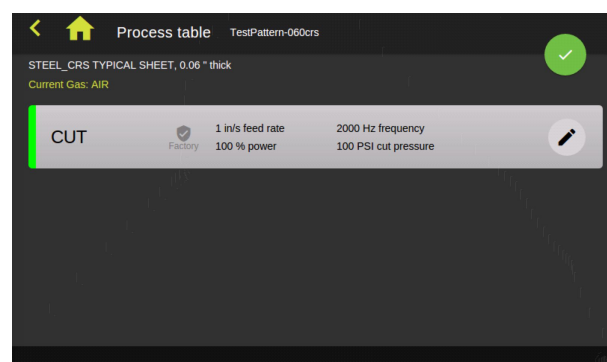 Process table TestPattern-060crs
STEEL_CRS TYPICAL SHEET, 0.06 " thick
Current Gas: AIR
CUT
Factory
1 in/s feed rate
100 % power
2000 Hz frequency
100 PSI cut pressure